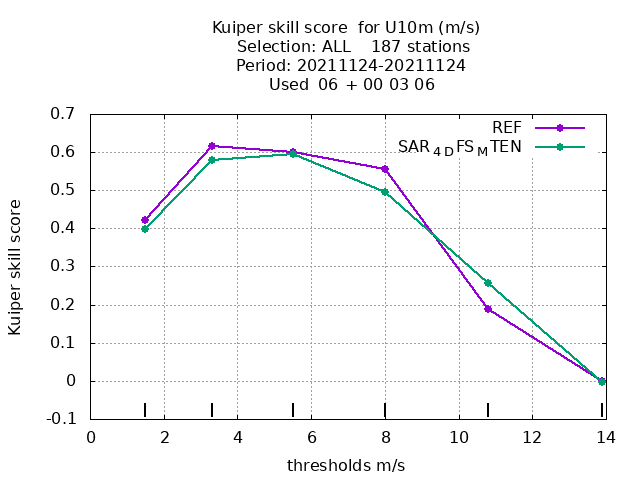 Kuiper skill score  for U10m (m/s)
Selection: ALL    187 stations
Period: 20211124-20211124
Used  06 + 00 03 06
REF
SAR4DFSMTEN
0.7
0.6
0.5
0.4
0.3
0.2
0.1
0
-0.1
Kuiper skill score
0 2 4 6 8 10 12 14
thresholds m/s